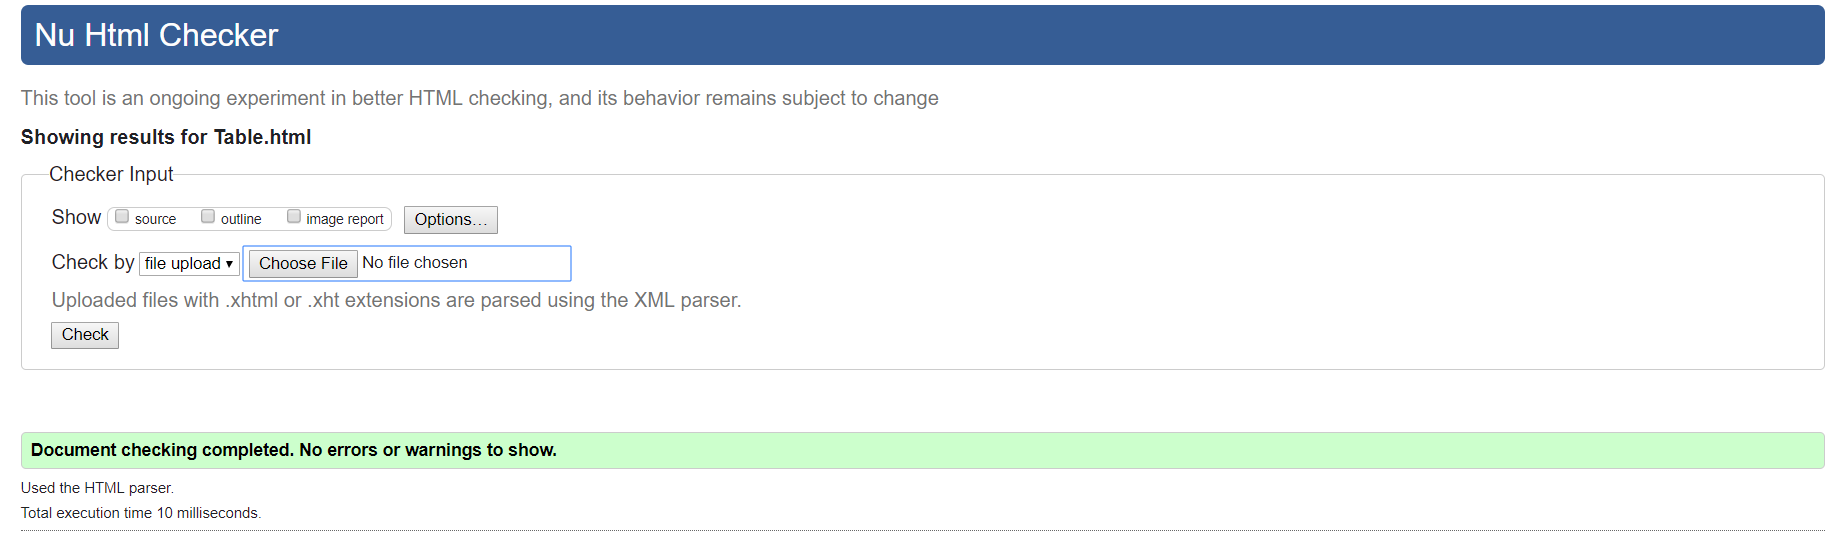 Nu Html Checker
This tool is an ongoing experiment in better HTML checking, and its behavior remains subject to change
Showing results for Table.html
Checker Input
Show source outline image report Options...
Check by file upload Choose File No file chosen
Uploaded files with .xhtml or .xht extensions are parsed using the XML parser.
Check
Document checking completed. No errors or warnings to show.
Used the HTML parser.
Total execution time 10 milliseconds.